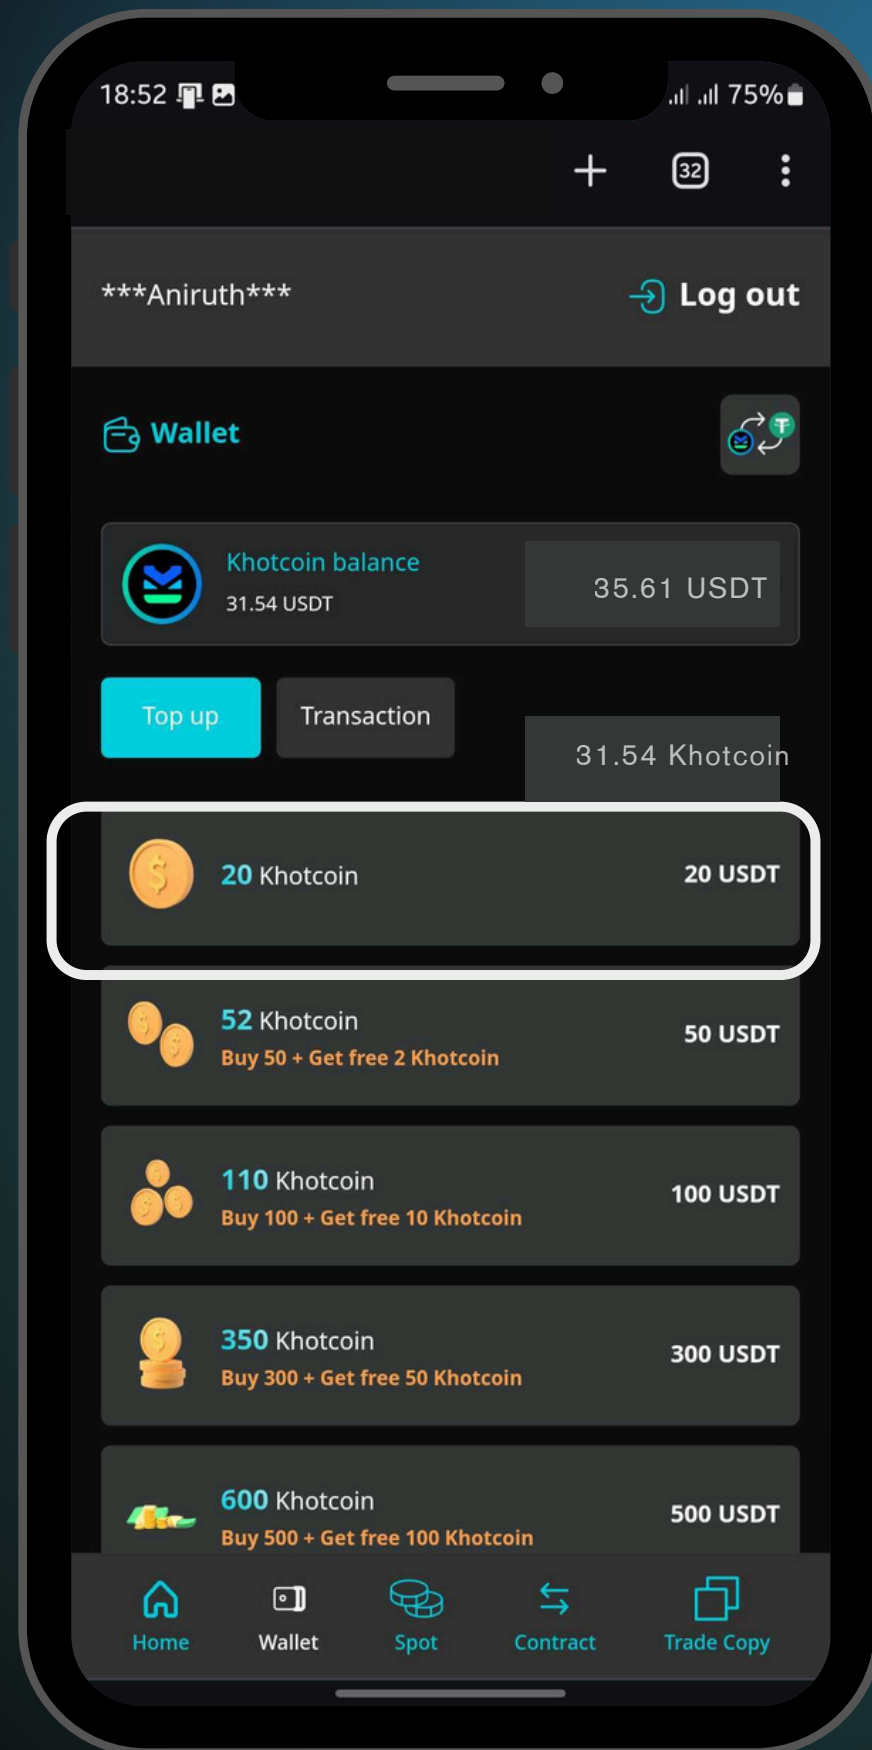 18:52 75%
32
***Aniruth*** Log out
Wallet
Khotcoin balance
31.54 USDT
35.61 USDT
Top up Transaction
31.54 Khotcoin
20 Khotcoin 20 USDT
52 Khotcoin 50 USDT
Buy 50 + Get free 2 Khotcoin
110 Khotcoin 100 USDT
Buy 100 + Get free 10 Khotcoin
350 Khotcoin 300 USDT
Buy 300 + Get free 50 Khotcoin
600 Khotcoin 500 USDT
Buy 500 + Get free 100 Khotcoin
Home Wallet Spot Contract Trade Copy